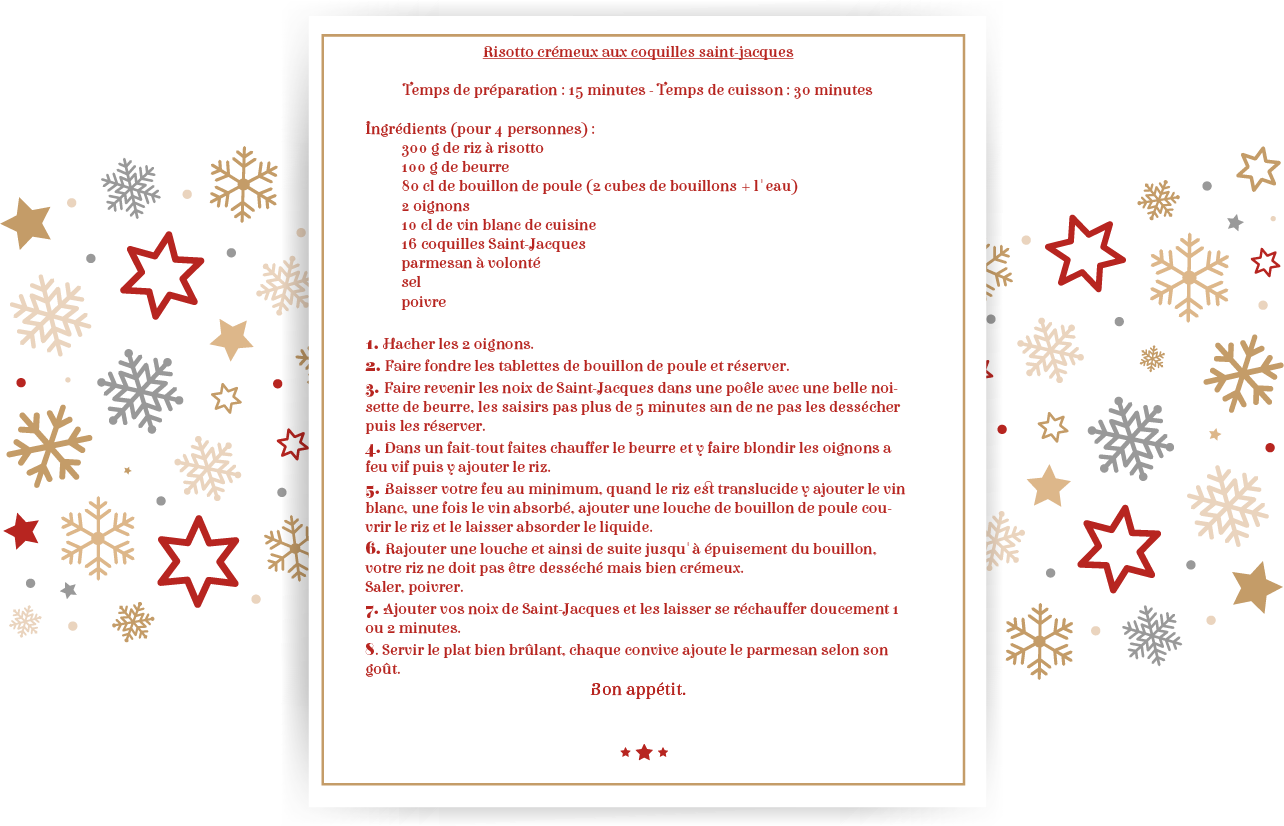 Risotto crémeux aux coquilles saint-jacques
Temps de préparation : 15 minutes - Temps de cuisson : 30 minutes
Ingrédients (pour 4 personnes) :
300 g de riz à risotto
100 g de beurre
80 cl de bouillon de poule (2 cubes de bouillons + l'eau)
2 oignons
10 cl de vin blanc de cuisine
16 coquilles Saint-Jacques
parmesan à volonté
sel
poivre
1. Hacher les 2 oignons.
2. Faire fondre les tablettes de bouillon de poule et réserver.
3. Faire revenir les noix de Saint-Jacques dans une poêle avec une belle noi-
sette de beurre, les saisirs pas plus de 5 minutes aın de ne pas les dessécher
puis les réserver.
4. Dans un fait-tout faites chauffer le beurre et y faire blondir les oignons a
feu vif puis y ajouter le riz.
5. Baisser votre feu au minimum, quand le riz est translucide y ajouter le vin
blanc, une fois le vin absorbé, ajouter une louche de bouillon de poule cou-
vrir le riz et le laisser absorder le liquide.
6. Rajouter une louche et ainsi de suite jusqu'à épuisement du bouillon,
votre riz ne doit pas être desséché mais bien crémeux.
Saler, poivrer.
7. Ajouter vos noix de Saint-Jacques et les laisser se réchauffer doucement 1
ou 2 minutes.
8. Servir le plat bien brûlant, chaque convive ajoute le parmesan selon son
goût.
Bon appétit.